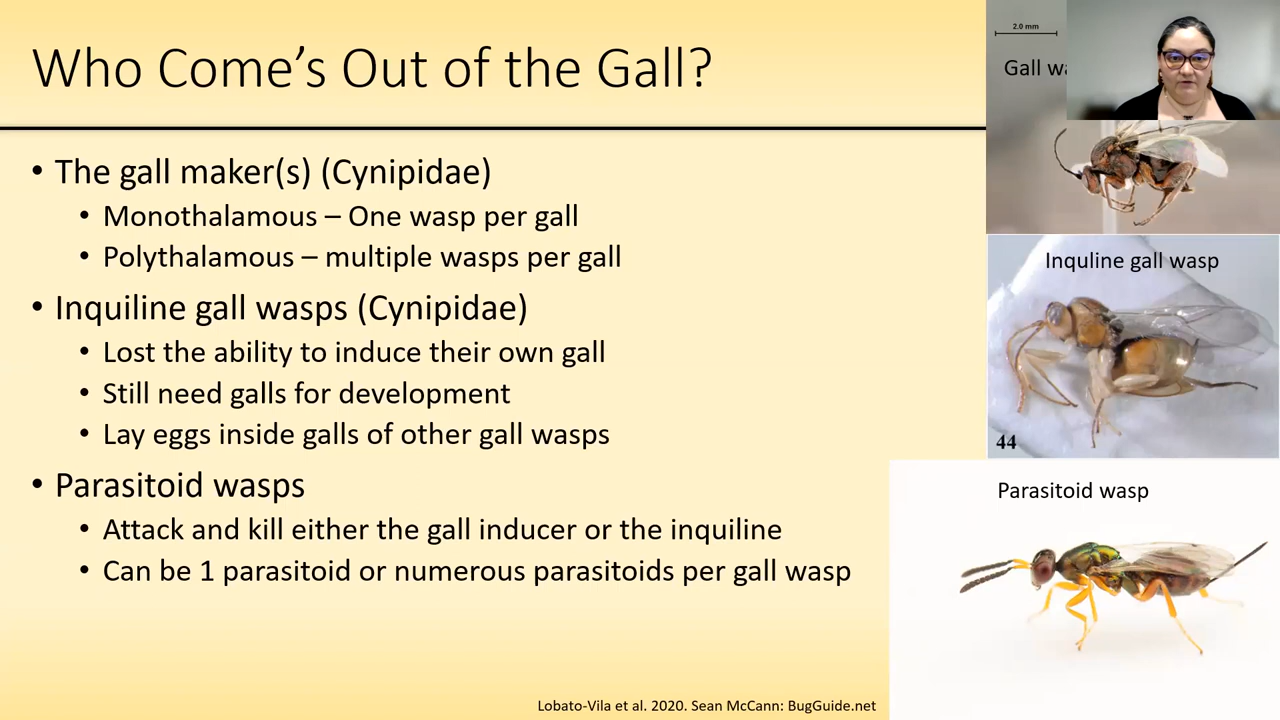 Who Come’s Out of the Gall?
• The gall maker(s) (Cynipidae)
• Monothalamous – One wasp per gall
• Polythalamous – multiple wasps per gall
• Inquiline gall wasps (Cynipidae)
• Lost the ability to induce their own gall
• Still need galls for development
• Lay eggs inside galls of other gall wasps
• Parasitoid wasps
• Attack and kill either the gall inducer or the inquiline
• Can be 1 parasitoid or numerous parasitoids per gall wasp
2.0 mm
Gall
Inquline gall wasp
44
Parasitoid wasp
Lobato-Vila et al. 2020. Sean McCann: BugGuide.net